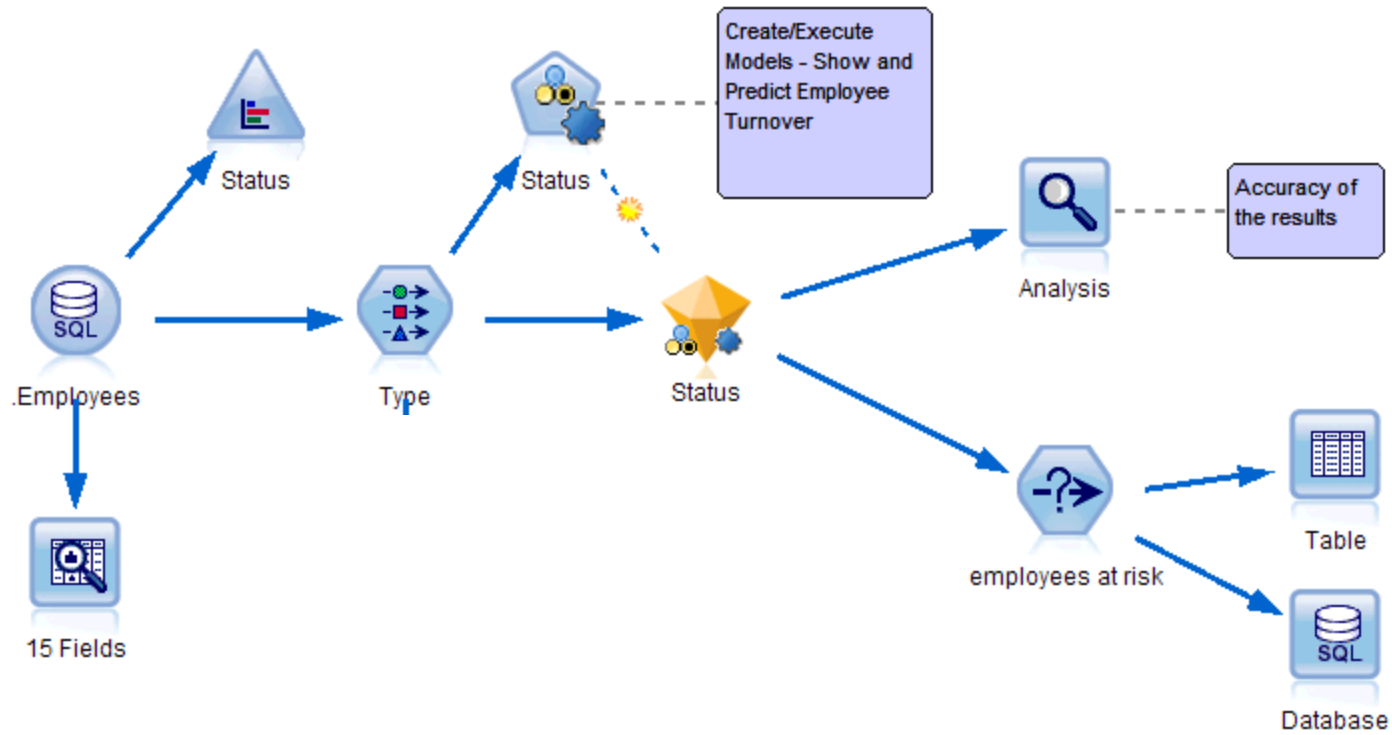 Create/Execute
Models - Show and
Predict Employee
Turnover
Status
Status
Accuracy of
the results
SQL
Analysis
.Employees
Type
Status
Table
employees at risk
15 Fields
SQL
Database